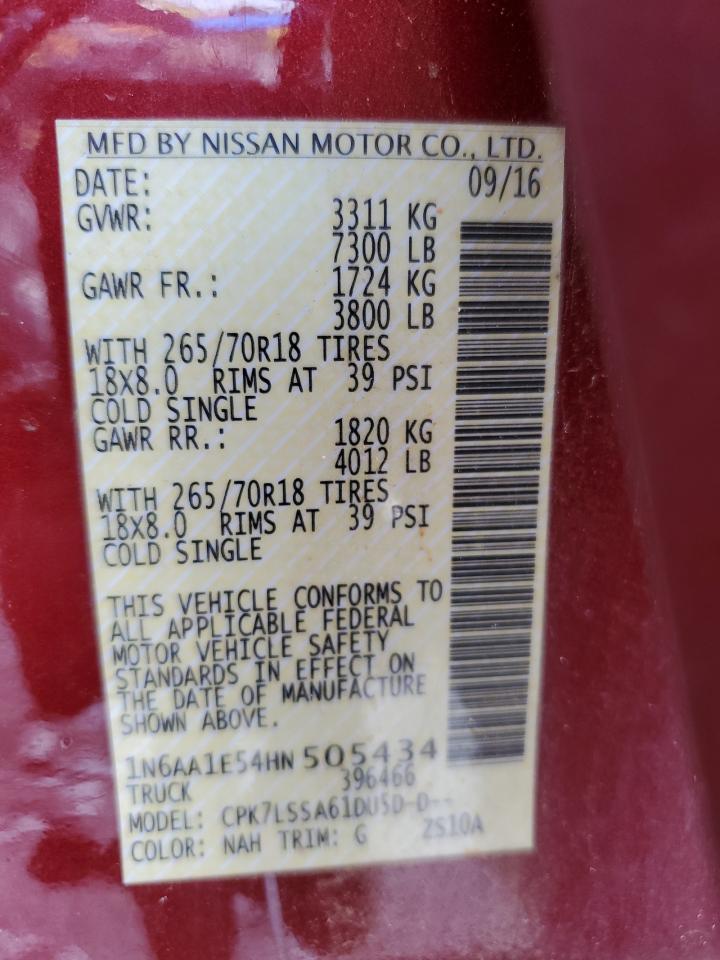 MFD BY NISSAN MOTOR CO., LTD.
DATE: 09/16
GVWR: 3311 KG
7300 LB
GAWR FR.: 1724 KG
3800 LB
WITH 265/70R18 TIRES
18X8.0 RIMS AT 39 PSI
COLD SINGLE
GAWR RR.: 1820 KG
4012 LB
WITH 265/70R18 TIRES
18X8.0 RIMS AT 39 PSI
COLD SINGLE
THIS VEHICLE CONFORMS TO
ALL APPLICABLE FEDERAL
MOTOR VEHICLE SAFETY
STANDARDS IN EFFECT ON
THE DATE OF MANUFACTURE
SHOWN ABOVE.
1N6AA1E54HN 505434
TRUCK 396466
MODEL: CPK7LSSA61DU5D-D--
COLOR: NAH TRIM: G ZS10A